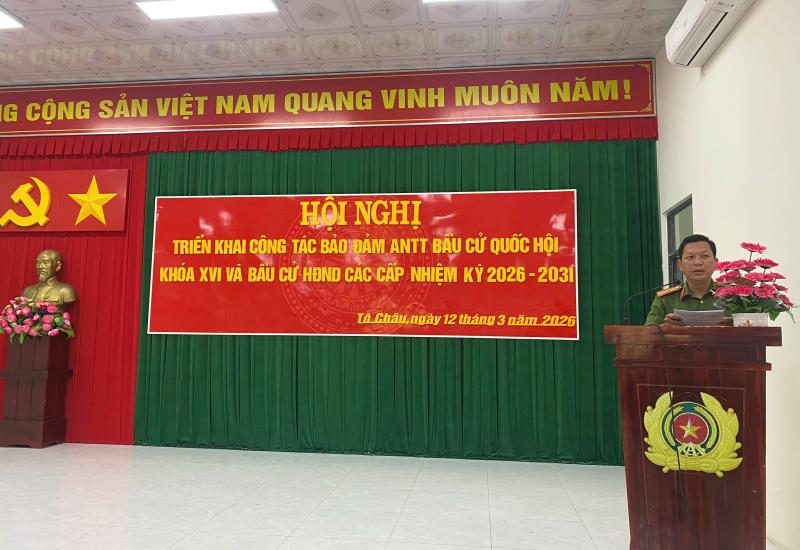 NG CỘNG SẢN VIỆT NAM QUANG VINH MUÔN NĂM!
HỘI NGHỊ
TRIỂN KHAI CÔNG TÁC BẢO ĐẢM ANTT BẦU CỬ QUỐC HỘI
KHÓA XVI VÀ BẦU CỬ HĐND CÁC CẤP NHIỆM KỲ 2026 - 2031
Tô Châu, ngày 12 tháng 3 năm 2026